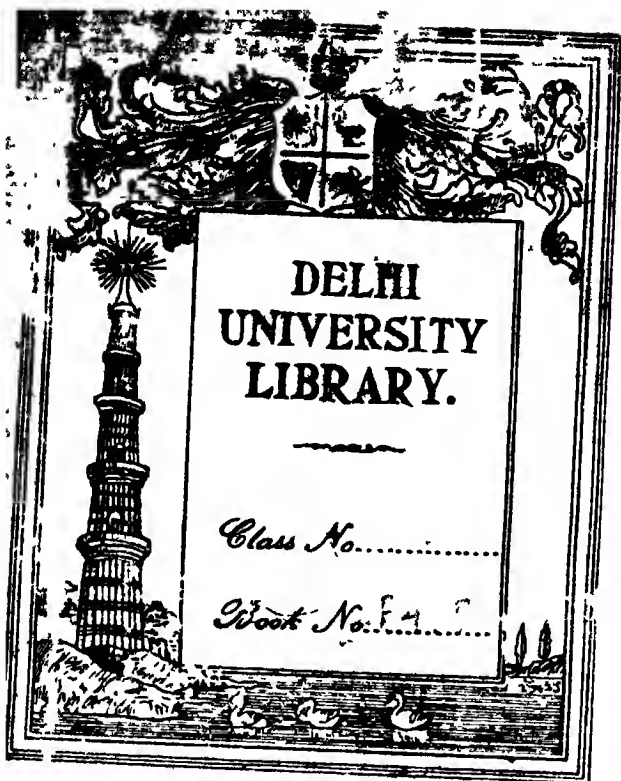 DELHI
UNIVERSITY
LIBRARY.
Class No..............
Book No..............